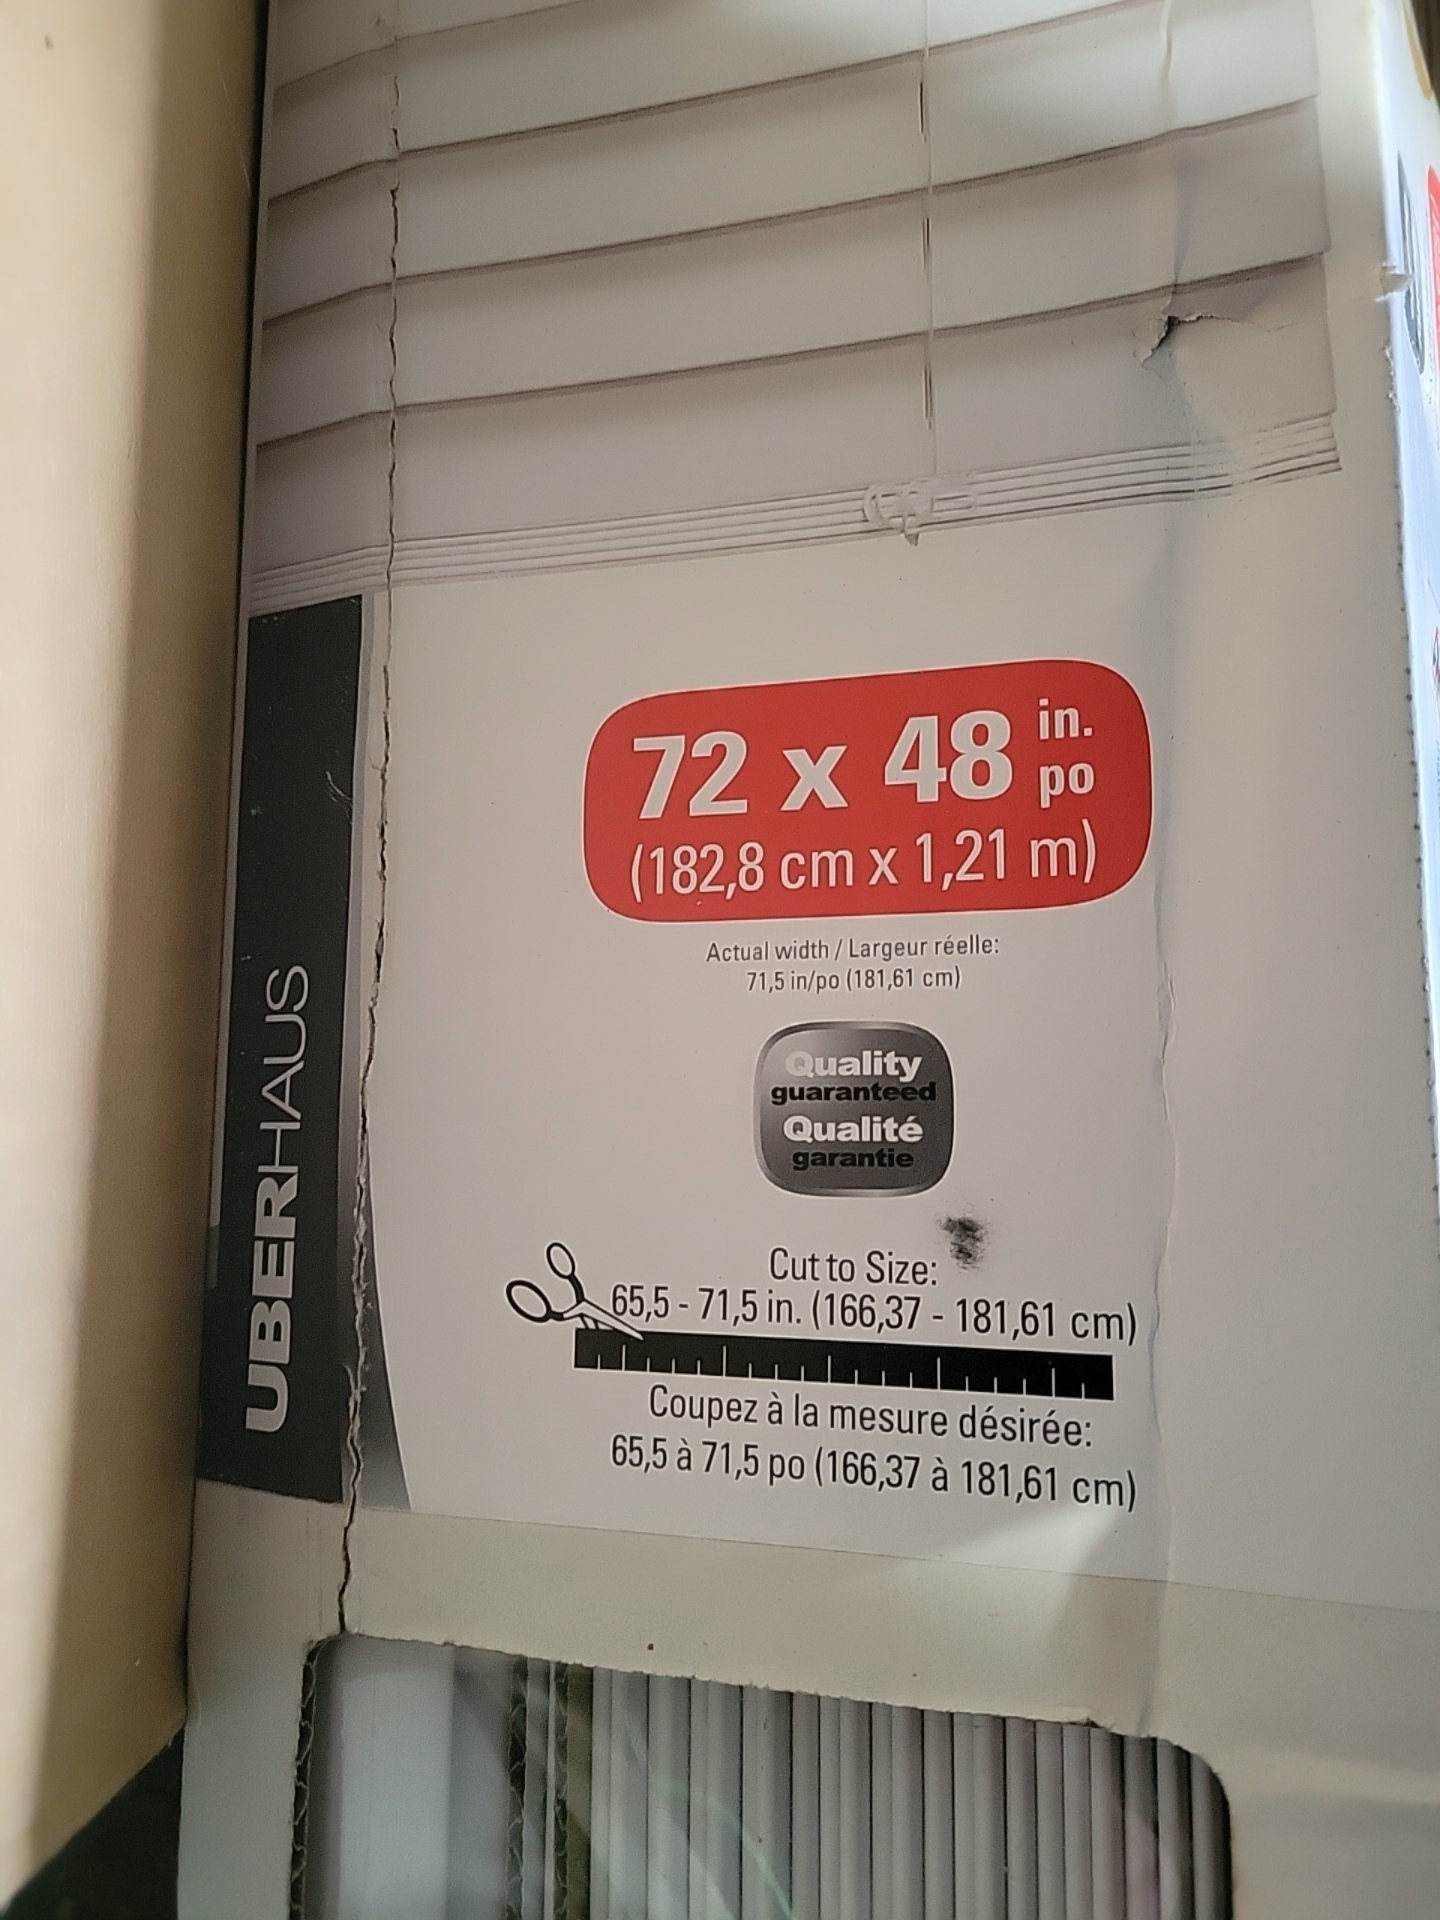 UBERHAUS
72 x 48 in. po
(182,8 cm x 1,21 m)
Actual width / Largeur réelle:
71,5 in/po (181,61 cm)
Quality
guaranteed
Qualité
garantie
Cut to Size:
65,5 - 71,5 in. (166,37 - 181,61 cm)
Coupez à la mesure désirée:
65,5 à 71,5 po (166,37 à 181,61 cm)